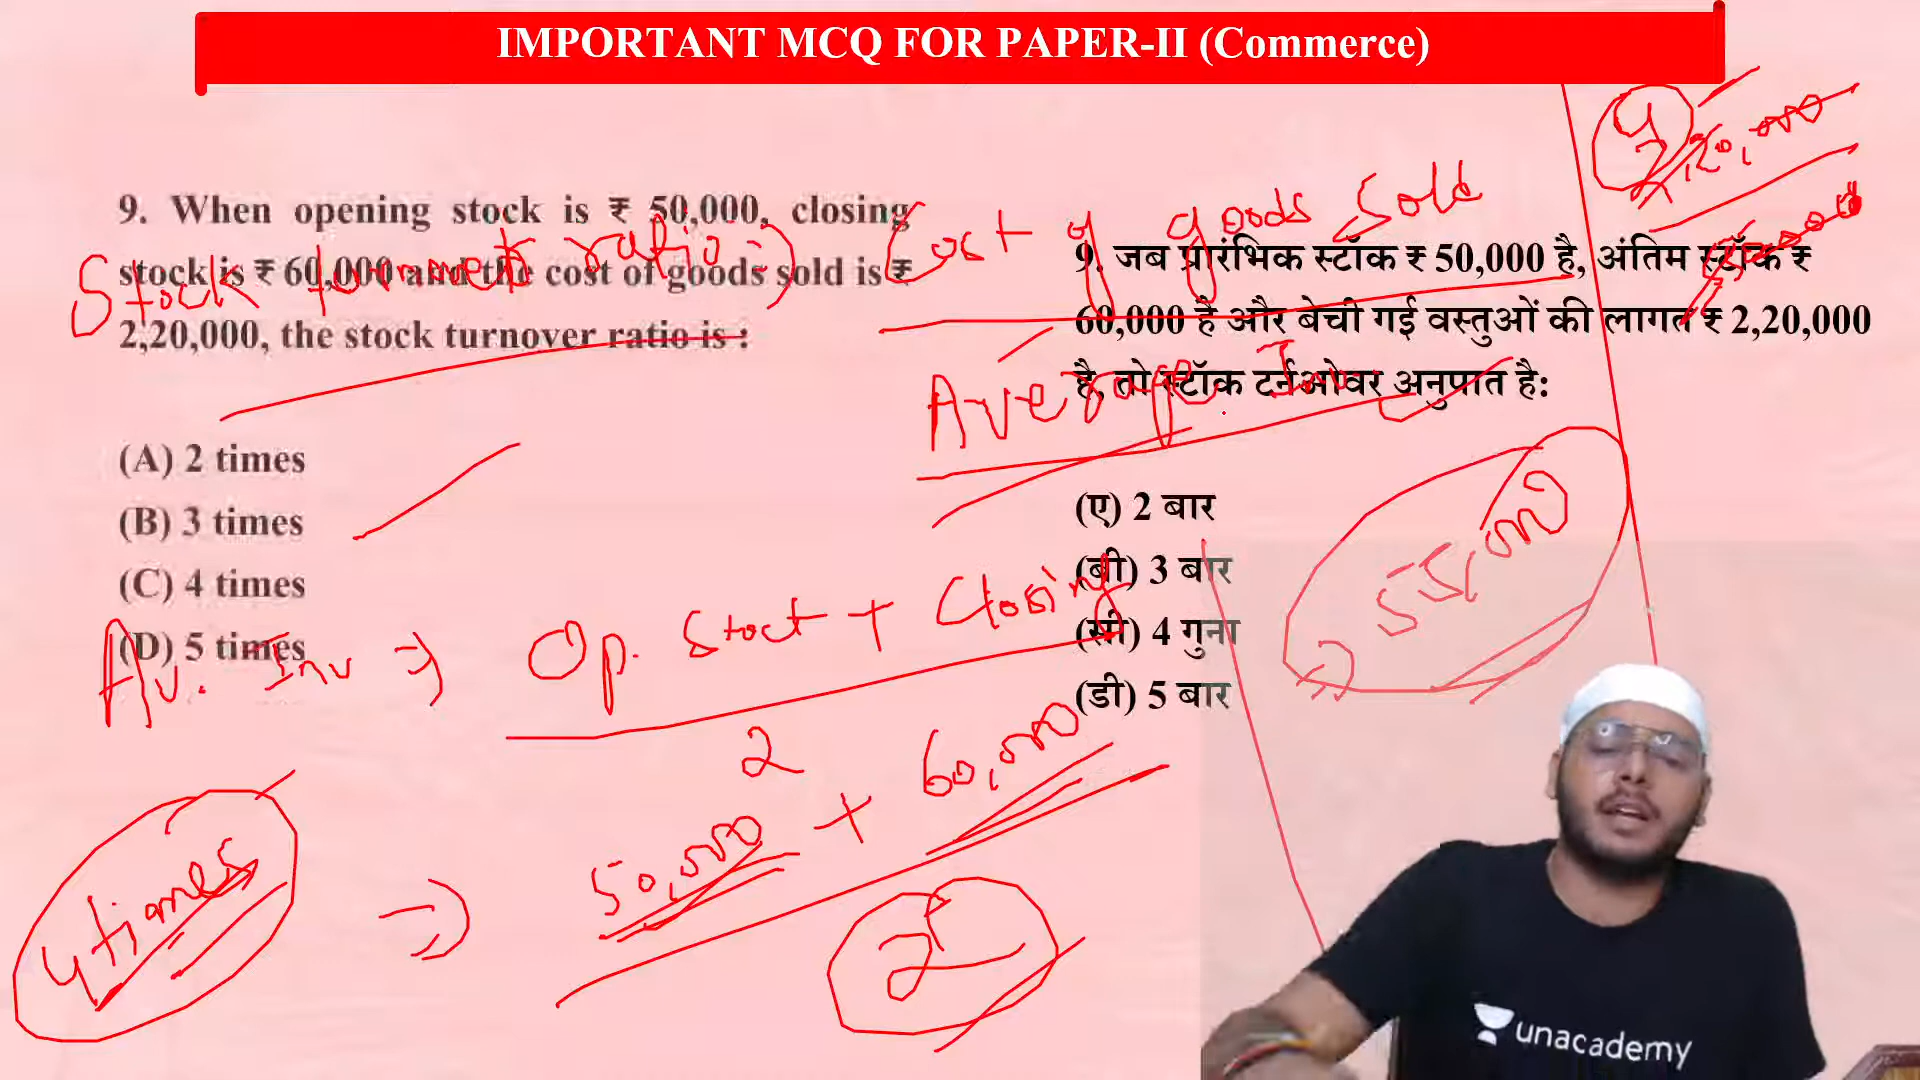 IMPORTANT MCQ FOR PAPER-II (Commerce)
9. When opening stock is ₹ 50,000, closing
stock is ₹ 60,000 and the cost of goods sold is ₹
2,20,000, the stock turnover ratio is :
(A) 2 times
(B) 3 times
(C) 4 times
(D) 5 times
9. जब प्रारंभिक स्टॉक ₹ 50,000 है, अंतिम स्टॉक ₹
60,000 है और बेची गई वस्तुओं की लागत ₹ 2,20,000
है, तो स्टॉक टर्नओवर अनुपात है:
(ए) 2 बार
(बी) 3 बार
(सी) 4 गुना
(डी) 5 बार
Cost of goods Sold
Average Inv.
Av. Inv ⇒ Op. Stock + Closing
2
⇒ 50,000 + 60,000
2
⇒ 55,000
4 times
unacademy